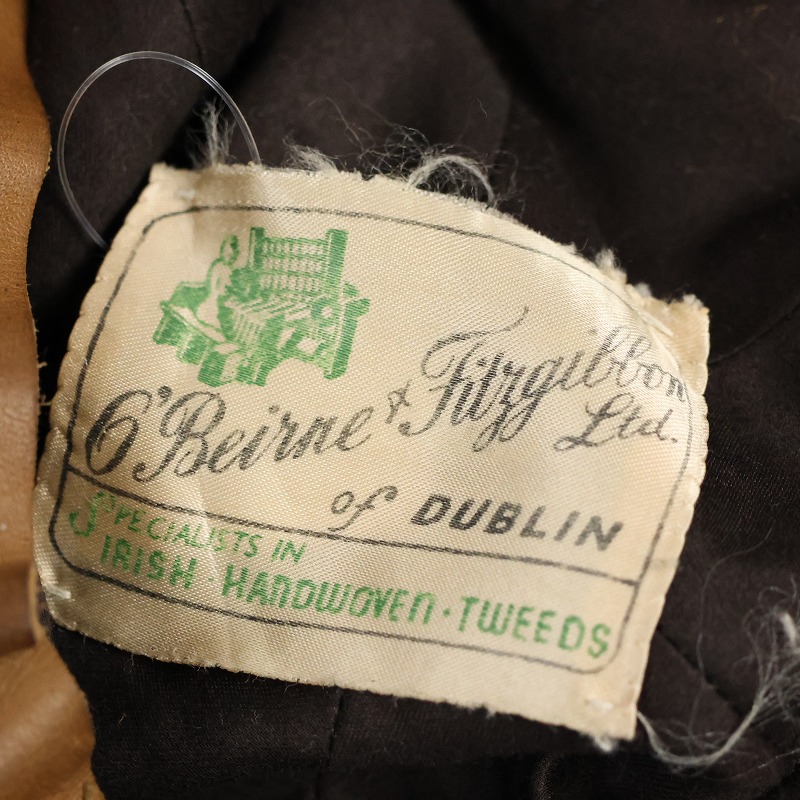 O'Beirne & Fitzgibbon
Ltd.
of DUBLIN
SPECIALISTS IN
IRISH · HANDWOVEN · TWEEDS